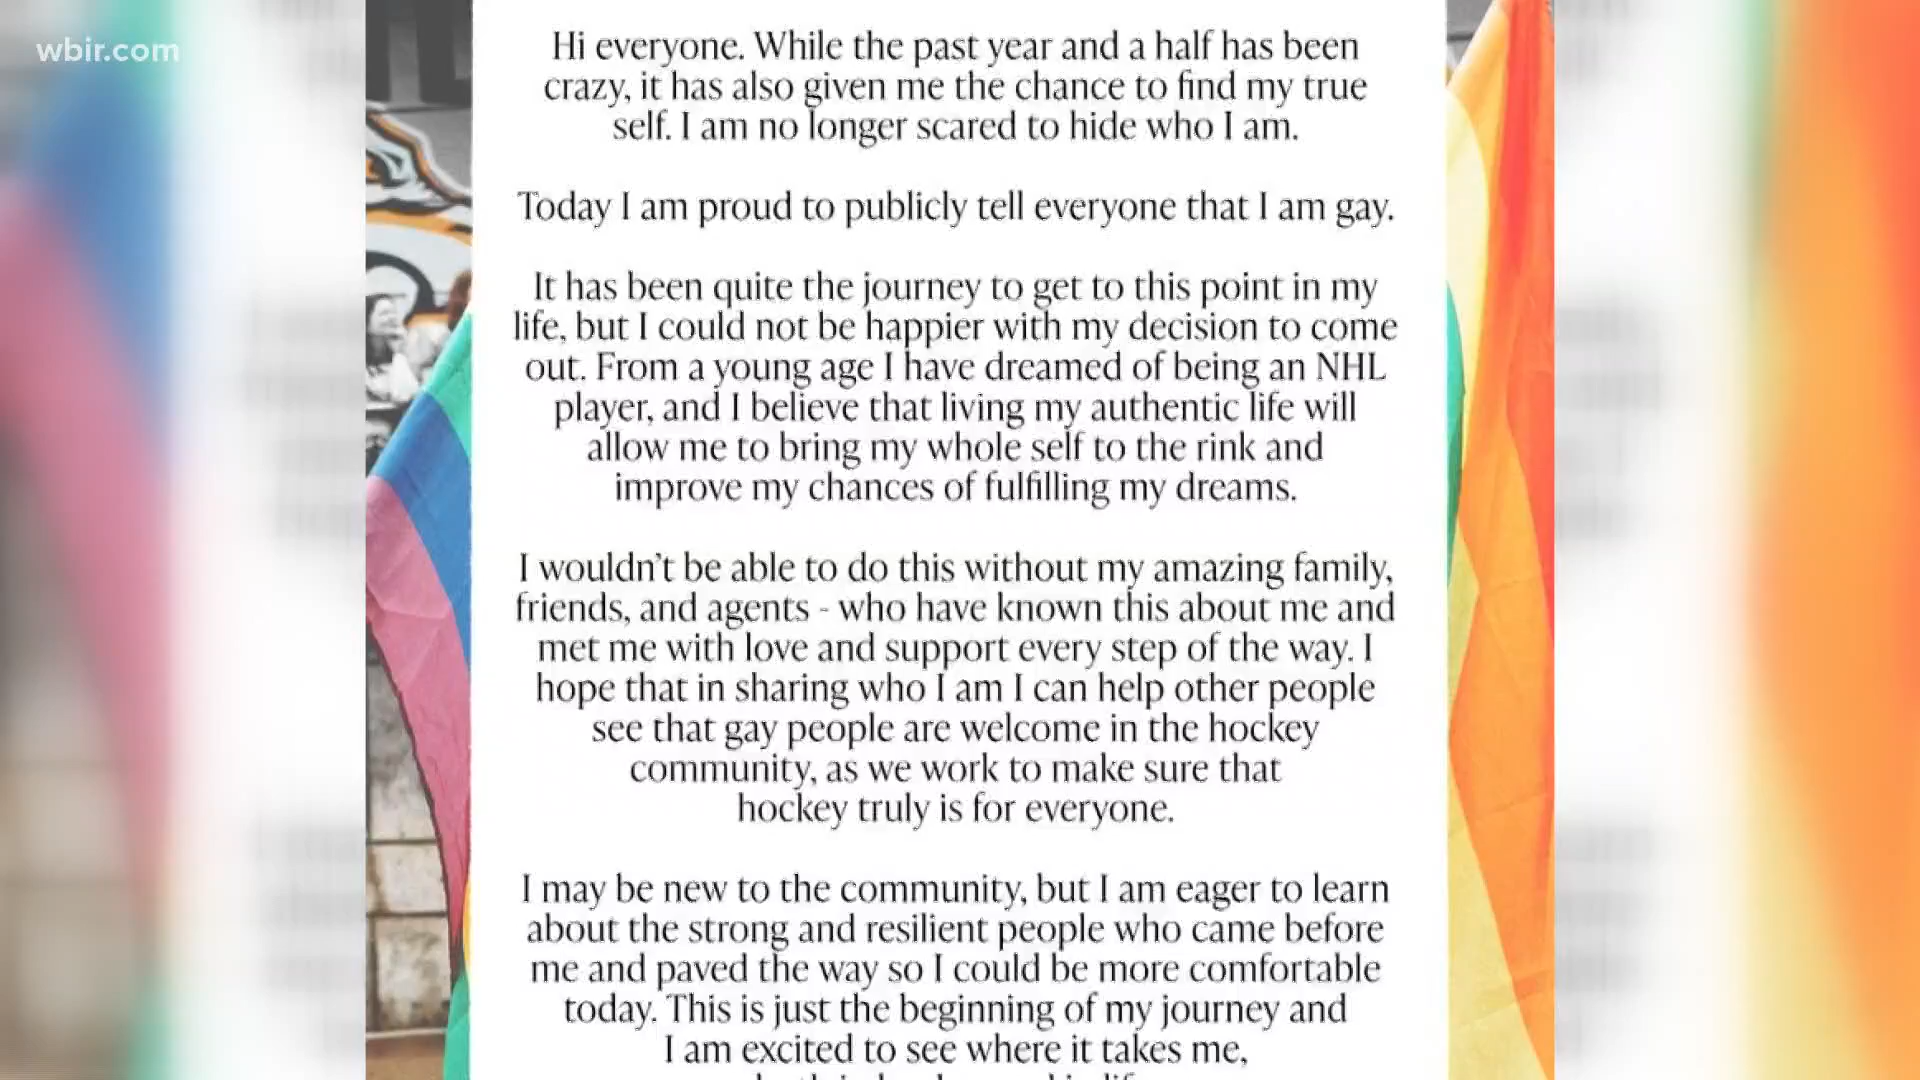 wbir.com
Hi everyone. While the past year and a half has been
crazy, it has also given me the chance to find my true
self. I am no longer scared to hide who I am.
Today I am proud to publicly tell everyone that I am gay.
It has been quite the journey to get to this point in my
life, but I could not be happier with my decision to come
out. From a young age I have dreamed of being an NHL
player, and I believe that living my authentic life will
allow me to bring my whole self to the rink and
improve my chances of fulfilling my dreams.
I wouldn't be able to do this without my amazing family,
friends, and agents - who have known this about me and
met me with love and support every step of the way. I
hope that in sharing who I am I can help other people
see that gay people are welcome in the hockey
community, as we work to make sure that
hockey truly is for everyone.
I may be new to the community, but I am eager to learn
about the strong and resilient people who came before
me and paved the way so I could be more comfortable
today. This is just the beginning of my journey and
I am excited to see where it takes me,